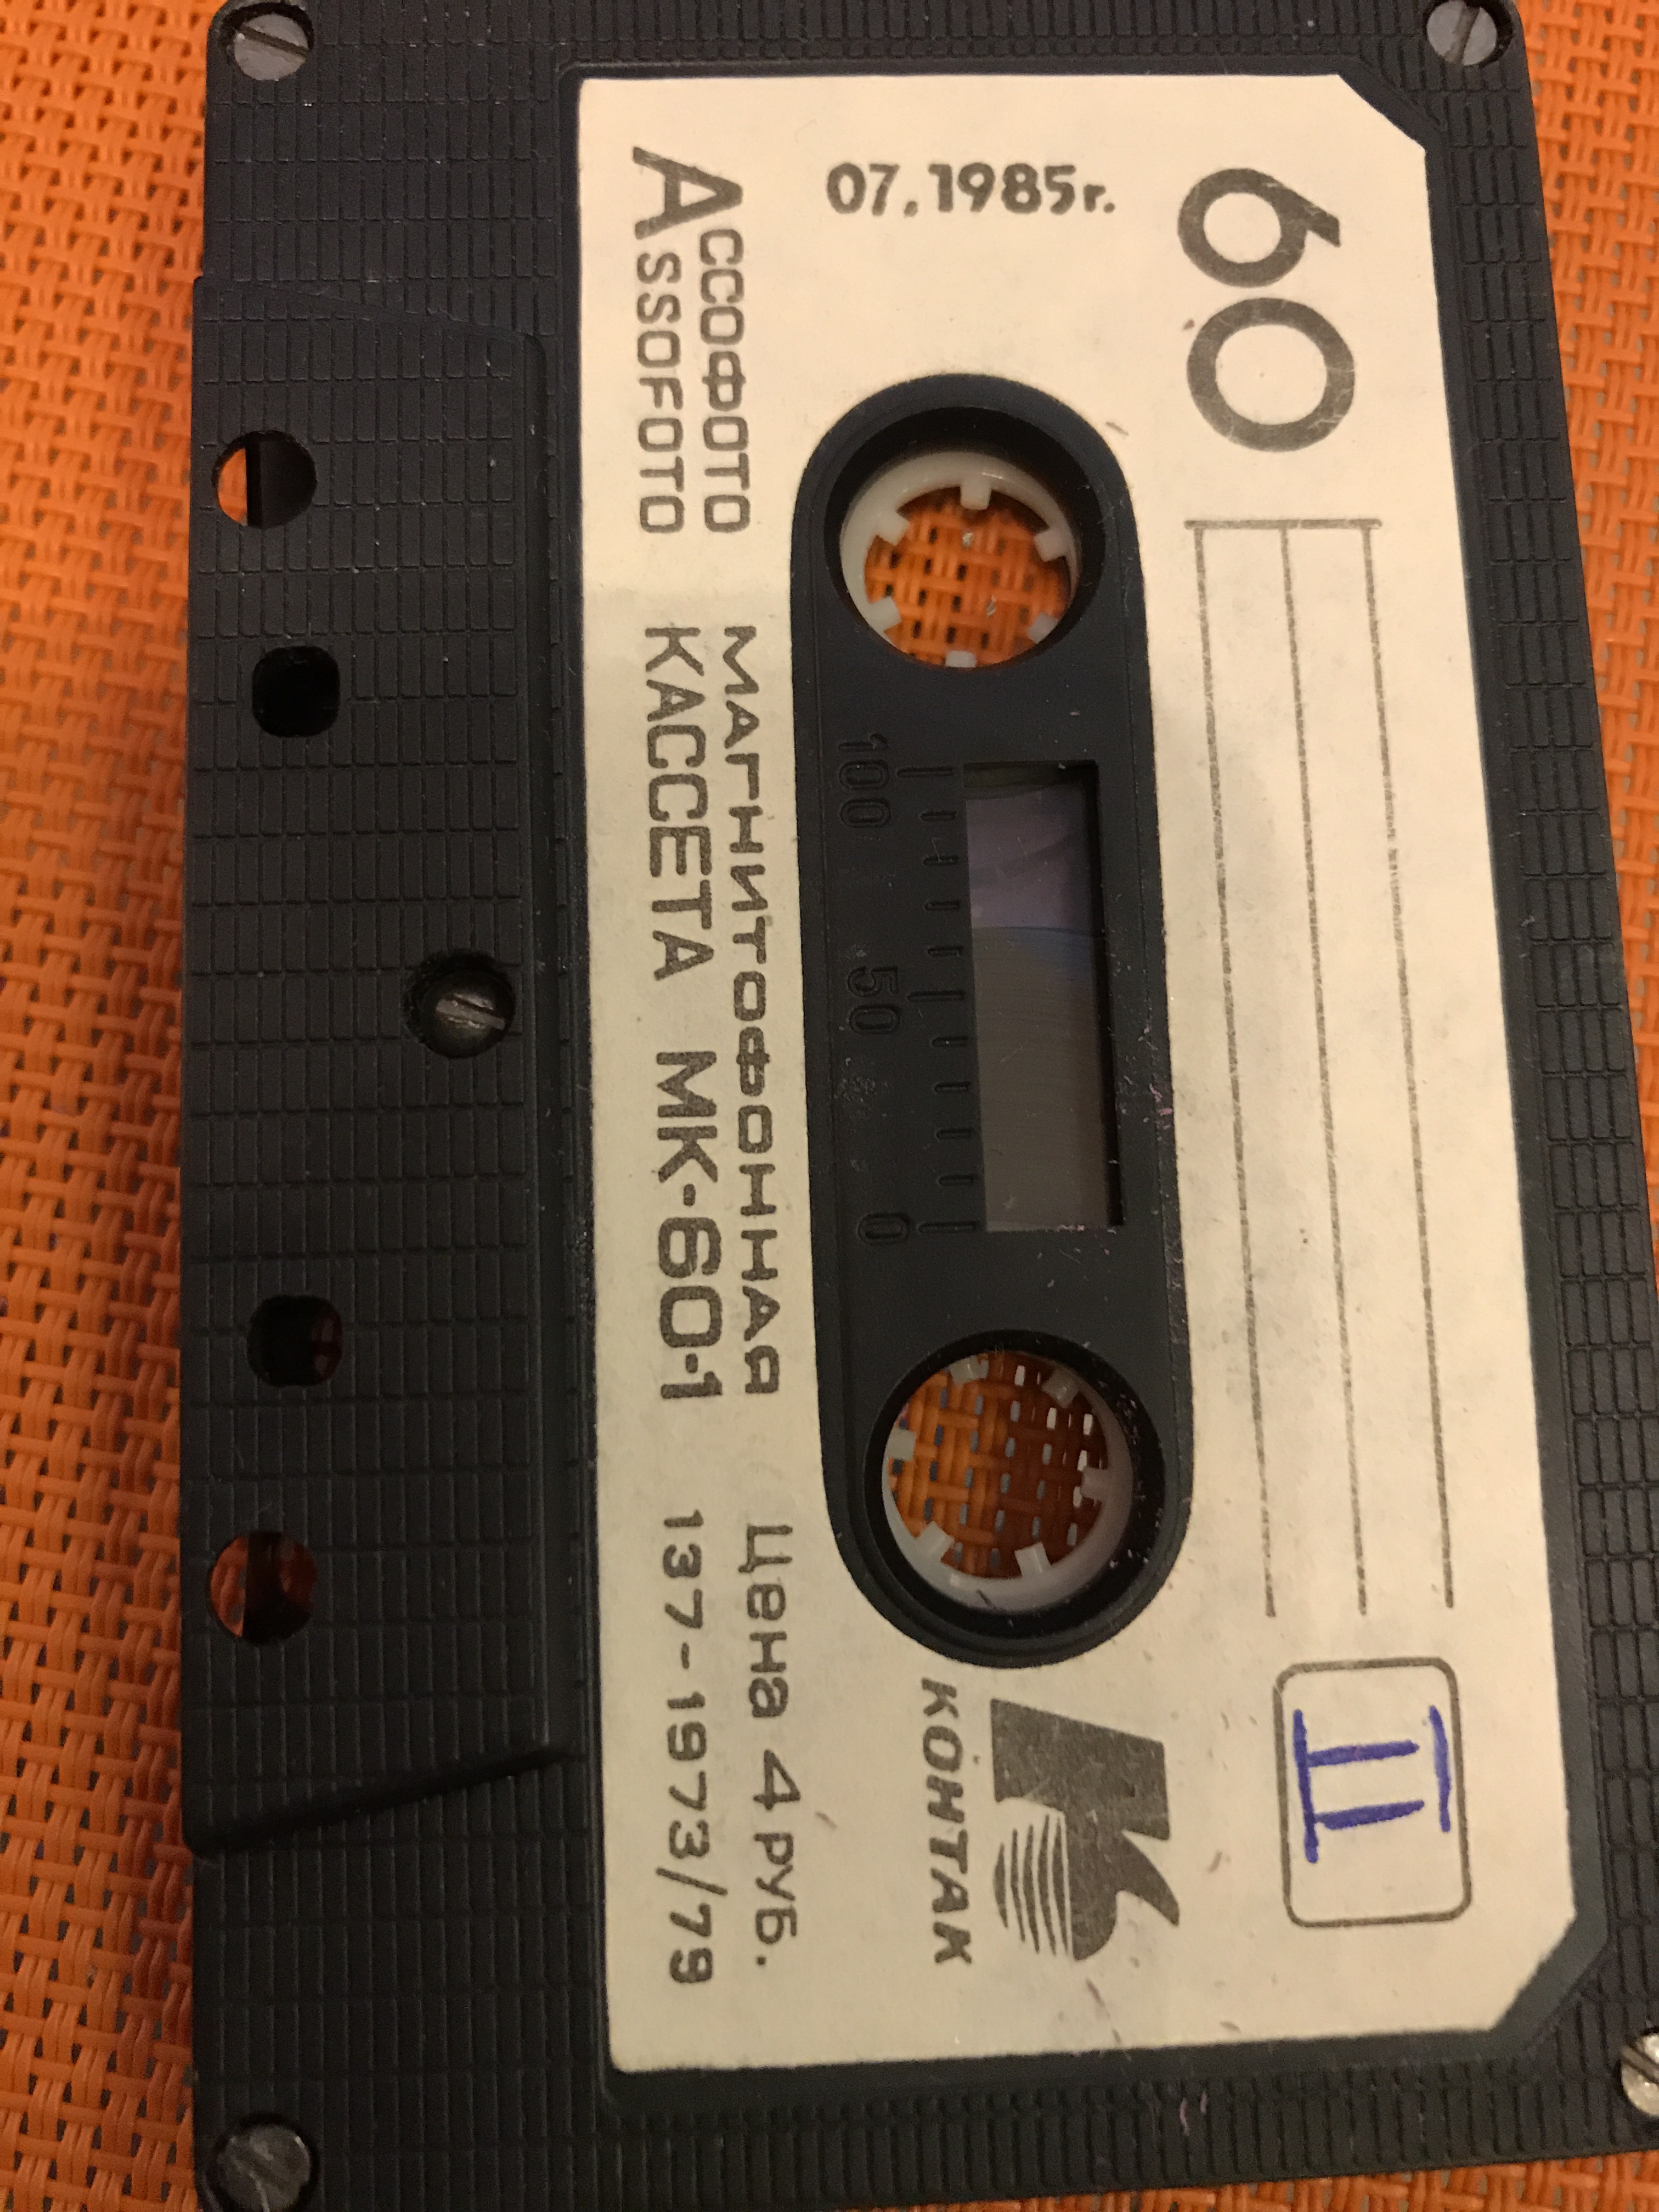 60
II
07.1985г.
КОНТАК
100 50 0
АССОФОТО
ASSOFOTO
МАГНИТОФОННАЯ
КАССЕТА МК-60-1
Цена 4 РУБ.
137-1973/79